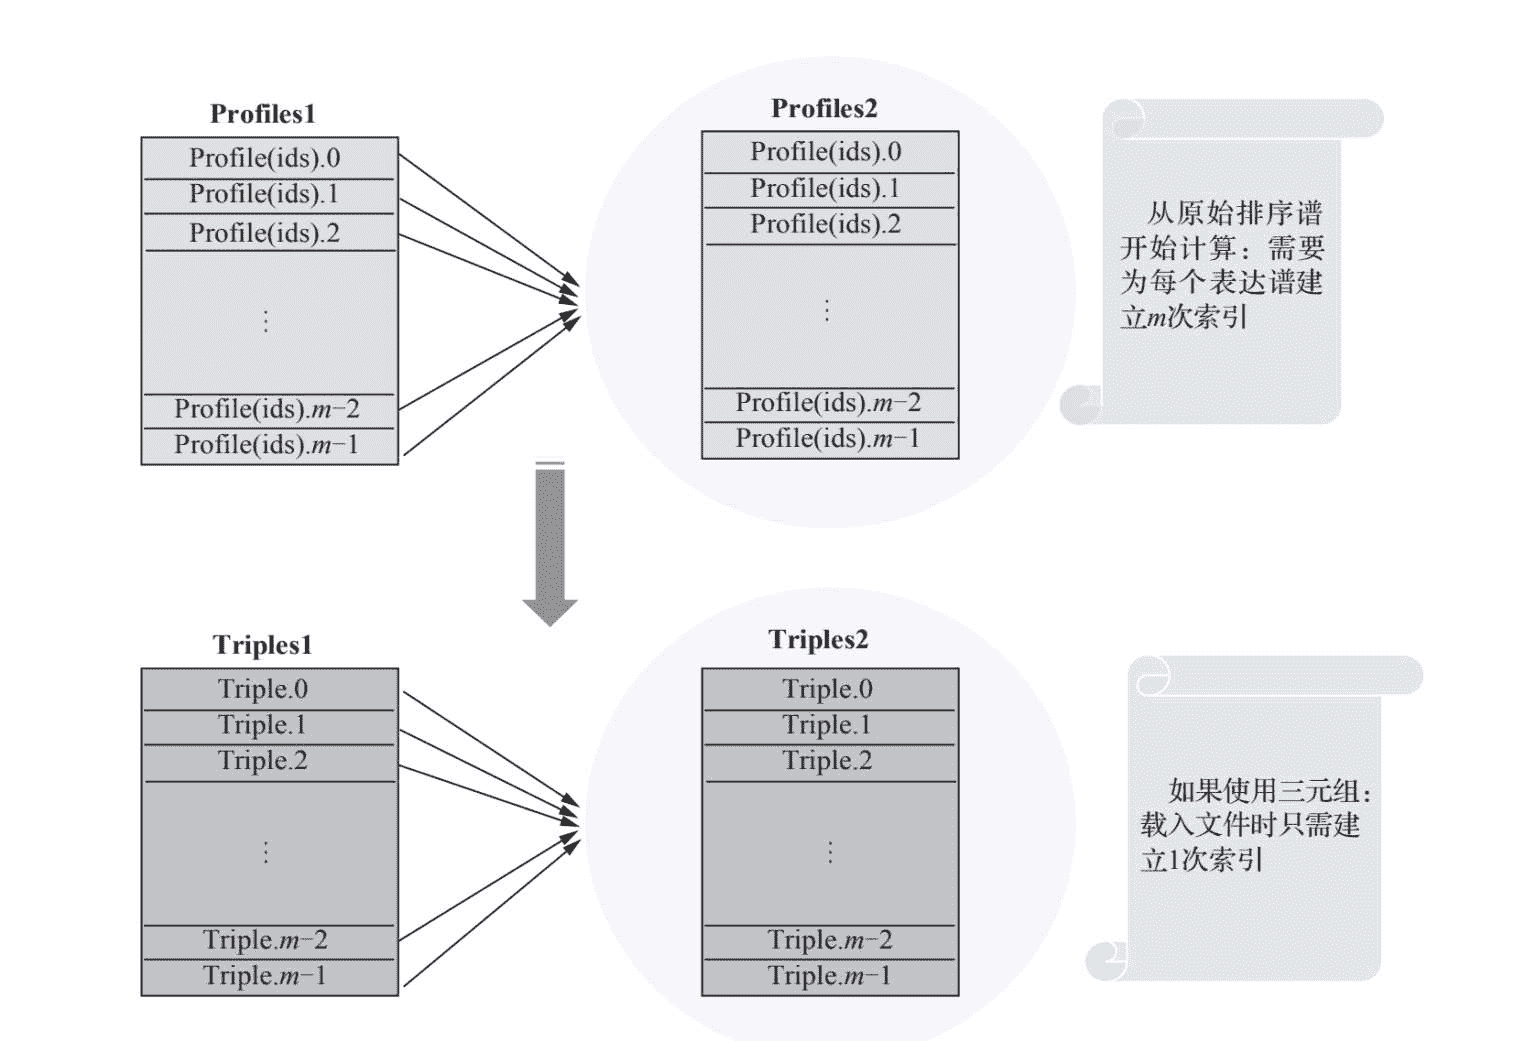 Profiles1
Profile(ids).0
Profile(ids).1
Profile(ids).2
⋮
Profile(ids).m−2
Profile(ids).m−1
Profiles2
Profile(ids).0
Profile(ids).1
Profile(ids).2
⋮
Profile(ids).m−2
Profile(ids).m−1
从原始排序谱
开始计算：需要
为每个表达谱建
立m次索引
Triples1
Triple.0
Triple.1
Triple.2
⋮
Triple.m−2
Triple.m−1
Triples2
Triple.0
Triple.1
Triple.2
⋮
Triple.m−2
Triple.m−1
如果使用三元组：
载入文件时只需建
立1次索引